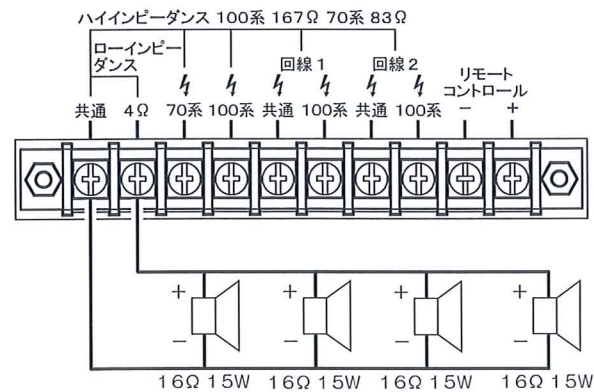 ハイインピーダンス 100系 167Ω 70系 83Ω
ローインピー
ダンス
回線1
回線2
リモート
コントロール
共通 4Ω 70系 100系 共通 100系 共通 100系 − +
+ + + +
− − − −
16Ω 15W 16Ω 15W 16Ω 15W 16Ω 15W